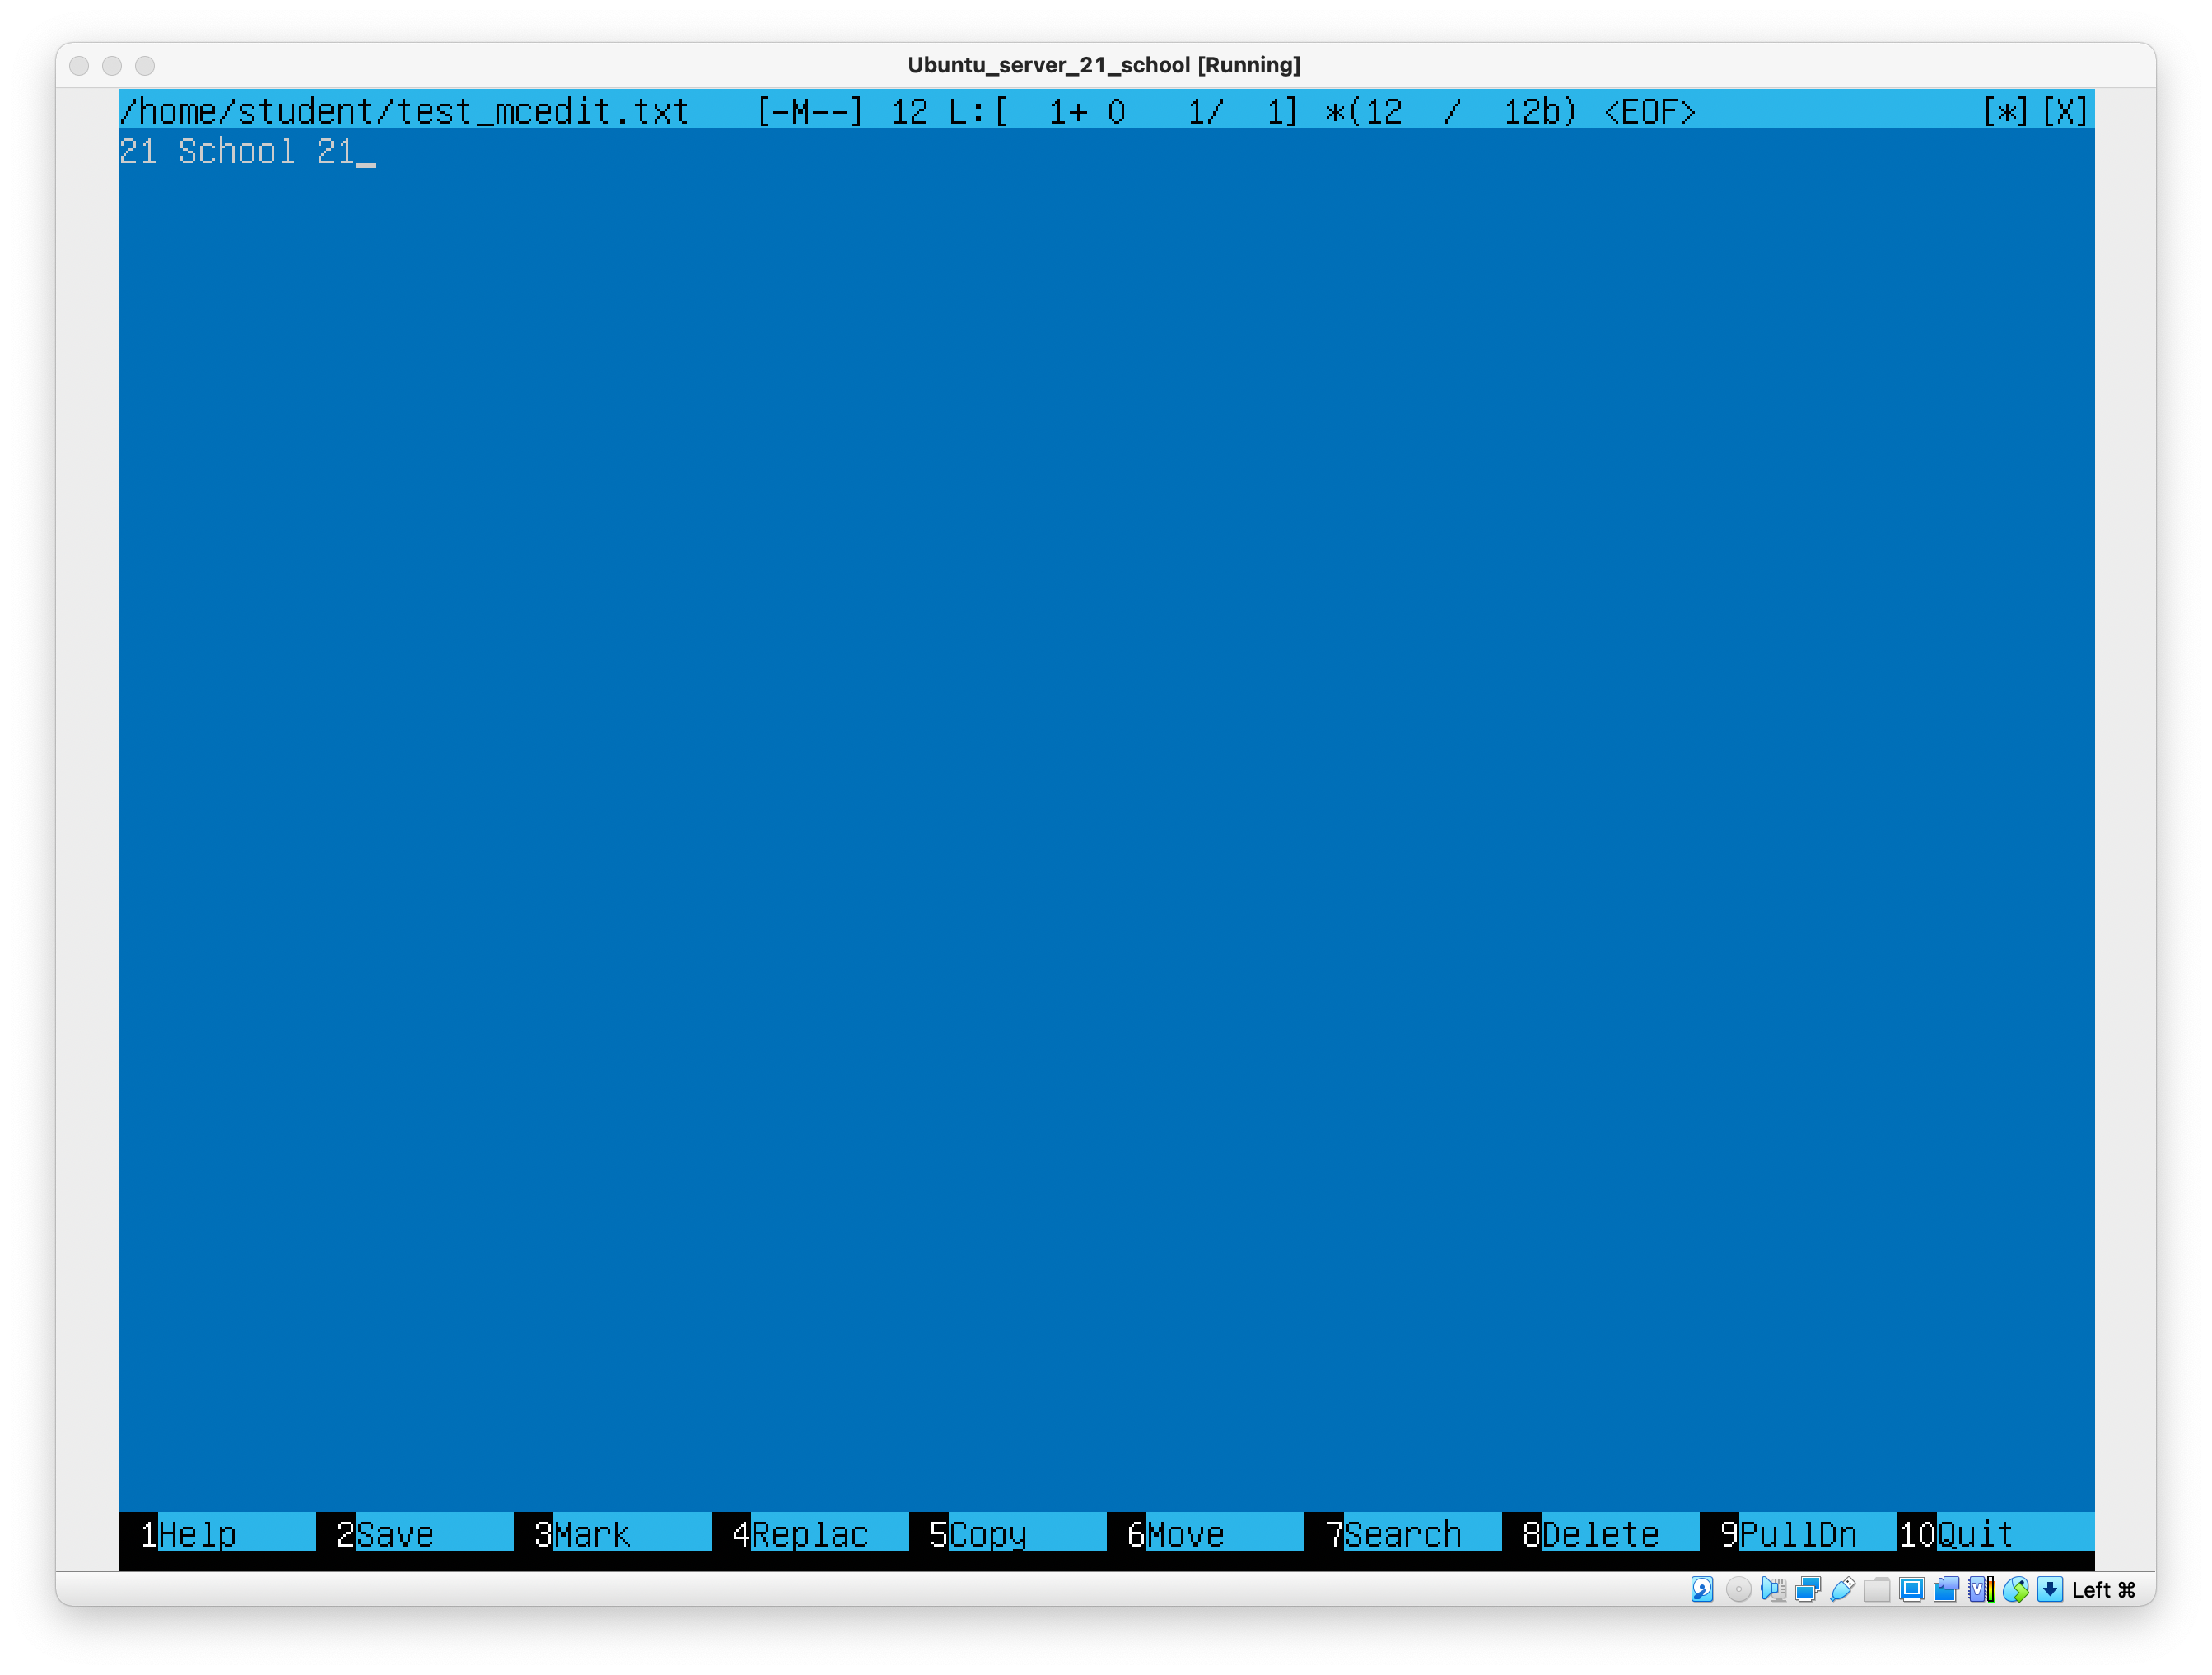 Ubuntu_server_21_school [Running]
/home/student/test_mcedit.txt [-M--] 12 L:[ 1+ 0 1/ 1] *(12 / 12b) <EOF> [*][X]
21 School 21_
1Help 2Save 3Mark 4Replac 5Copy 6Move 7Search 8Delete 9PullDn 10Quit
Left ⌘